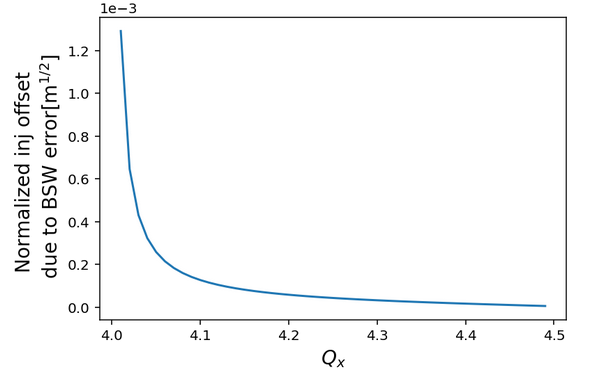 1e−3
1.2
1.0
0.8
0.6
0.4
0.2
0.0
Normalized inj offset
due to BSW error[m^{1/2}]
4.0 4.1 4.2 4.3 4.4 4.5
Q_x